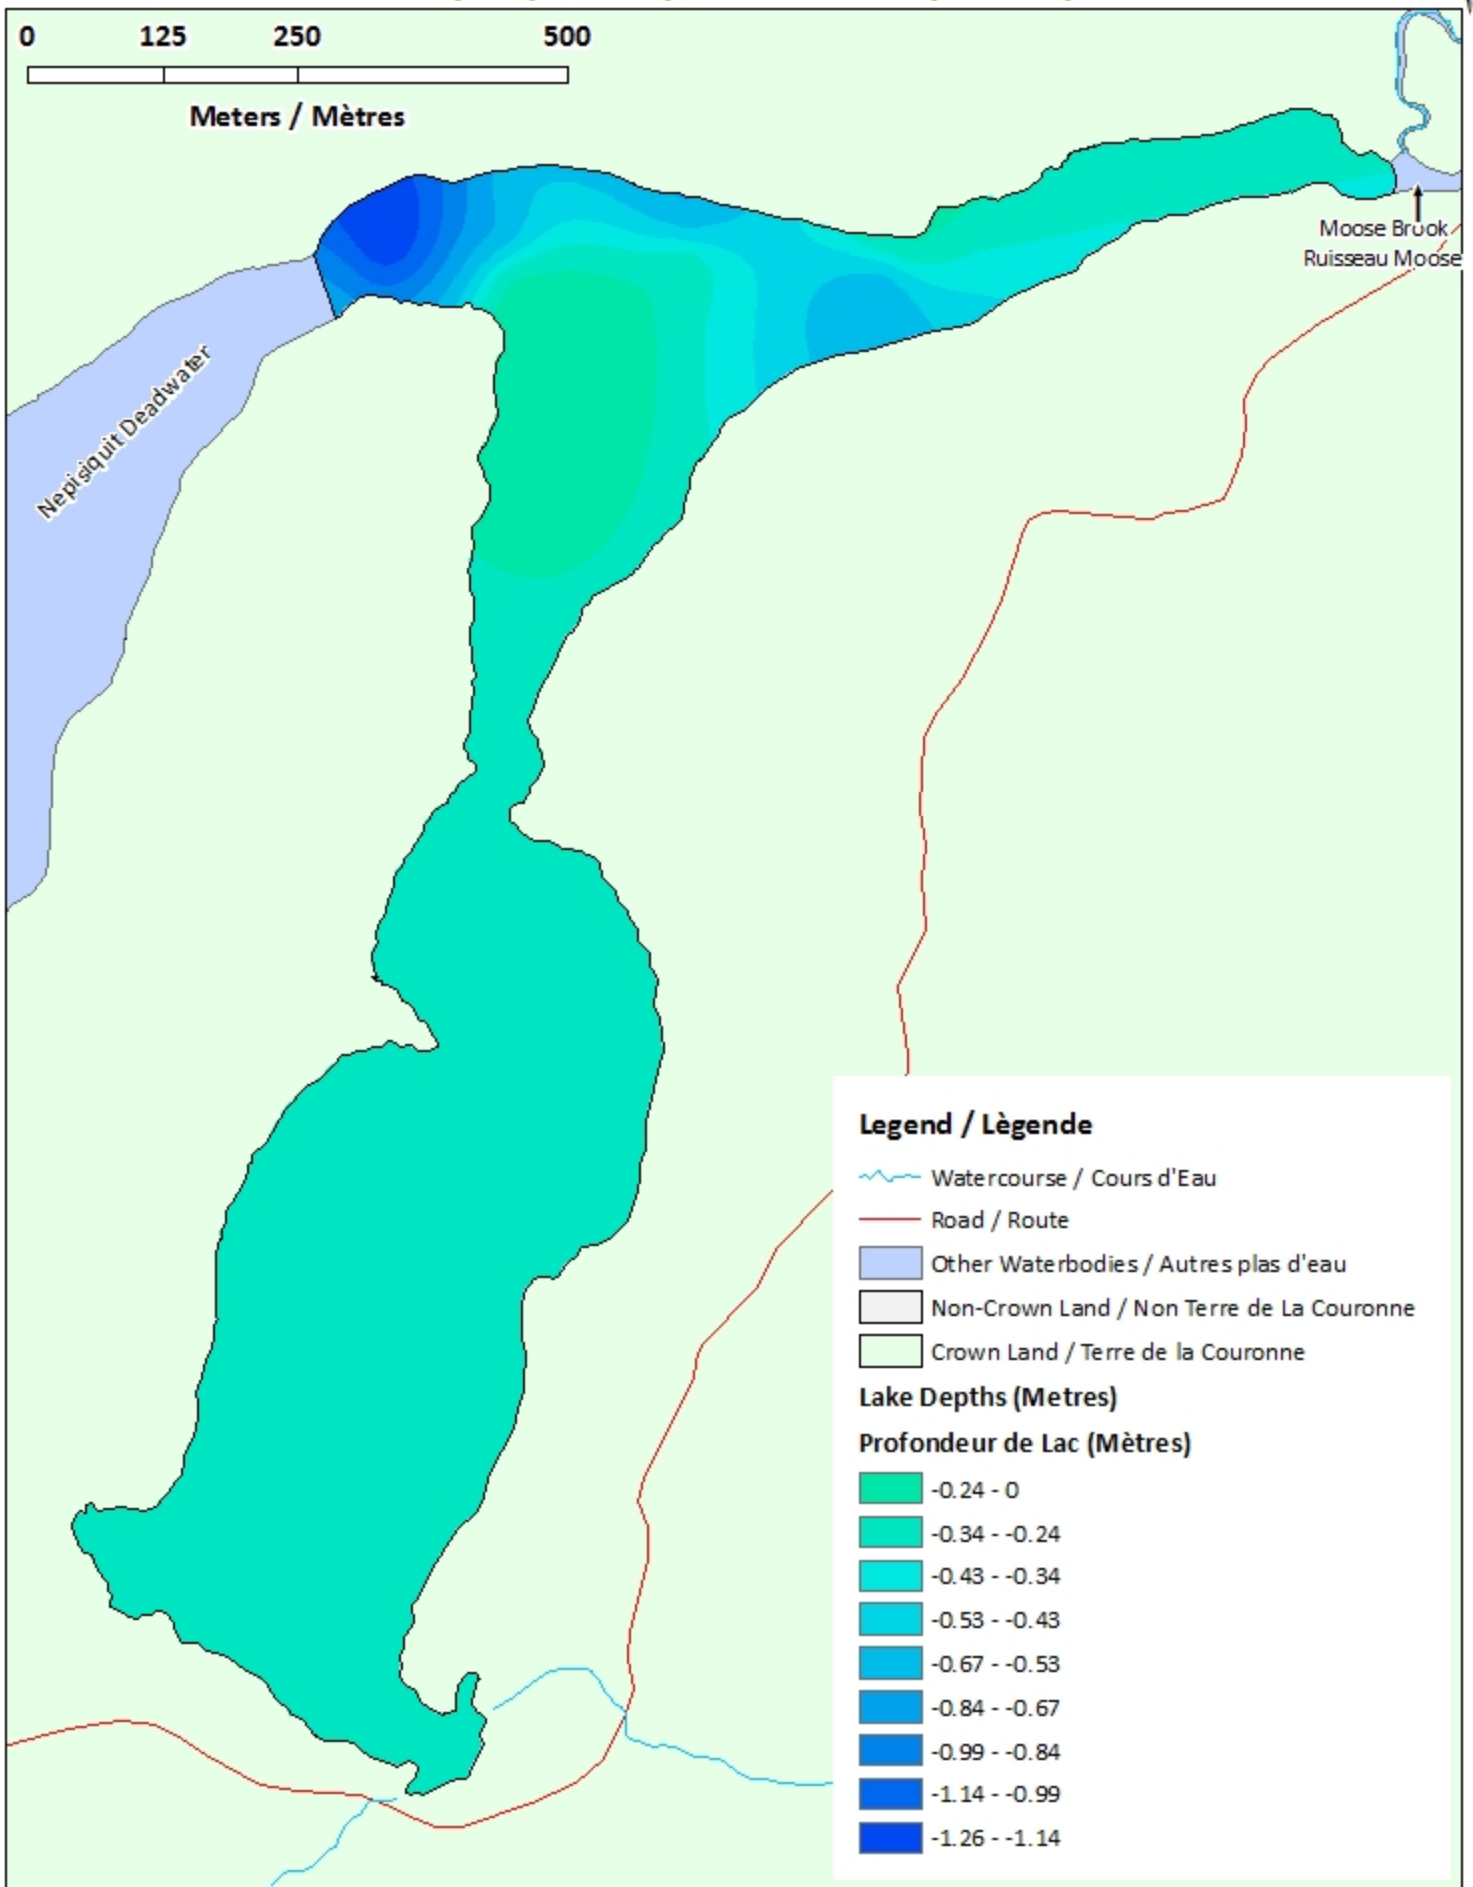 0 125 250 500
Meters / Mètres
Moose Brook
Ruisseau Moose
Nepisiquit Deadwater
Legend / Lègende
Watercourse / Cours d'Eau
Road / Route
Other Waterbodies / Autres plas d'eau
Non-Crown Land / Non Terre de La Couronne
Crown Land / Terre de la Couronne
Lake Depths (Metres)
Profondeur de Lac (Mètres)
-0.24 - 0
-0.34 - -0.24
-0.43 - -0.34
-0.53 - -0.43
-0.67 - -0.53
-0.84 - -0.67
-0.99 - -0.84
-1.14 - -0.99
-1.26 - -1.14